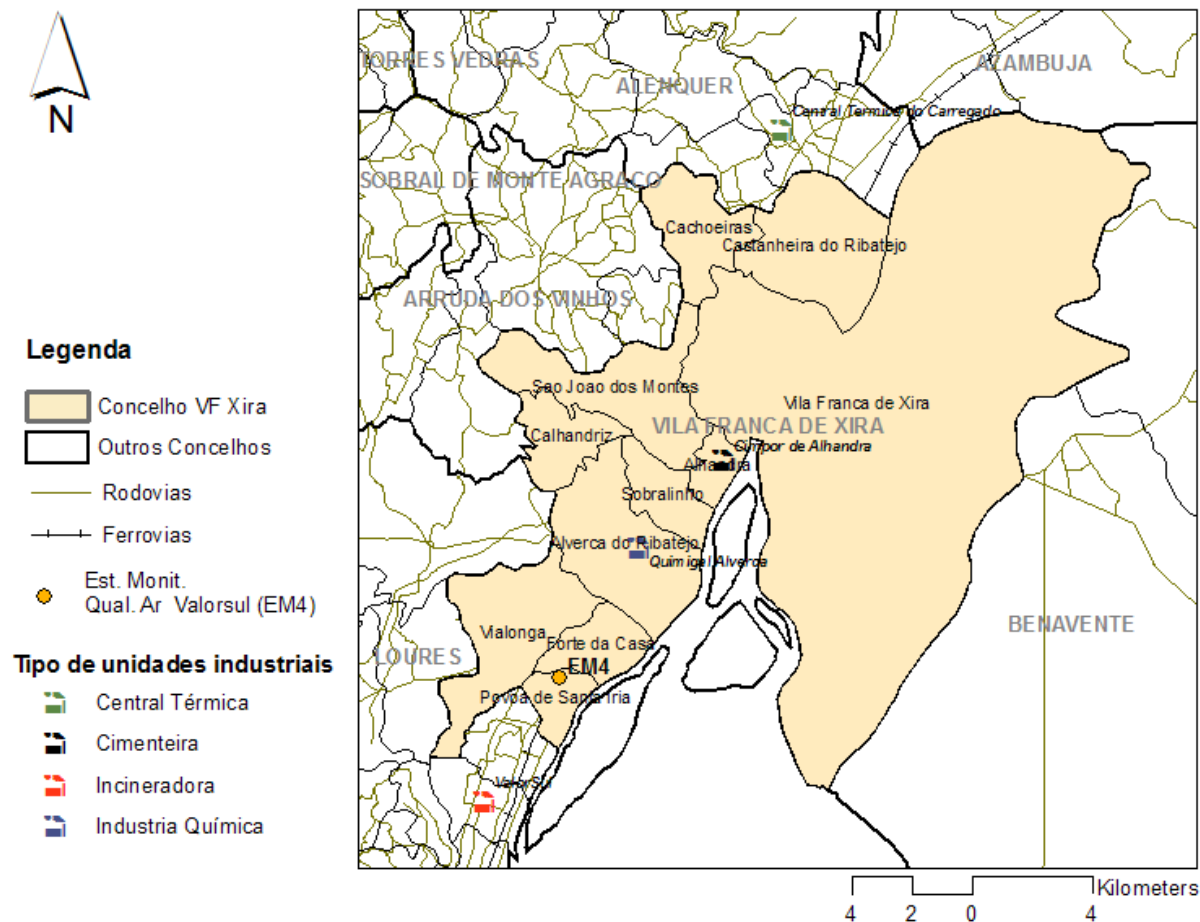 N
Legenda
Concelho VF Xira
Outros Concelhos
Rodovias
Ferrovias
Est. Monit.
Qual. Ar Valorsul (EM4)
Tipo de unidades industriais
Central Térmica
Cimenteira
Incineradora
Industria Química
TORRES VEDRAS
AZAMBUJA
ALENQUER
Central Termica do Carregado
SOBRAL DE MONTE AGRAÇO
Cachoeiras
Castanheira do Ribatejo
ARRUDA DOS VINHOS
Sao Joao dos Montes
Vila Franca de Xira
VILA FRANCA DE XIRA
Calhandriz
Cimpor de Alhandra
Alhandra
Sobralinho
Alverca do Ribatejo
Quimigal Alverca
BENAVENTE
Vialonga
Forte da Casa
LOURES
EM4
Povoa de Santa Iria
ValorSul
Kilometers
4 2 0 4